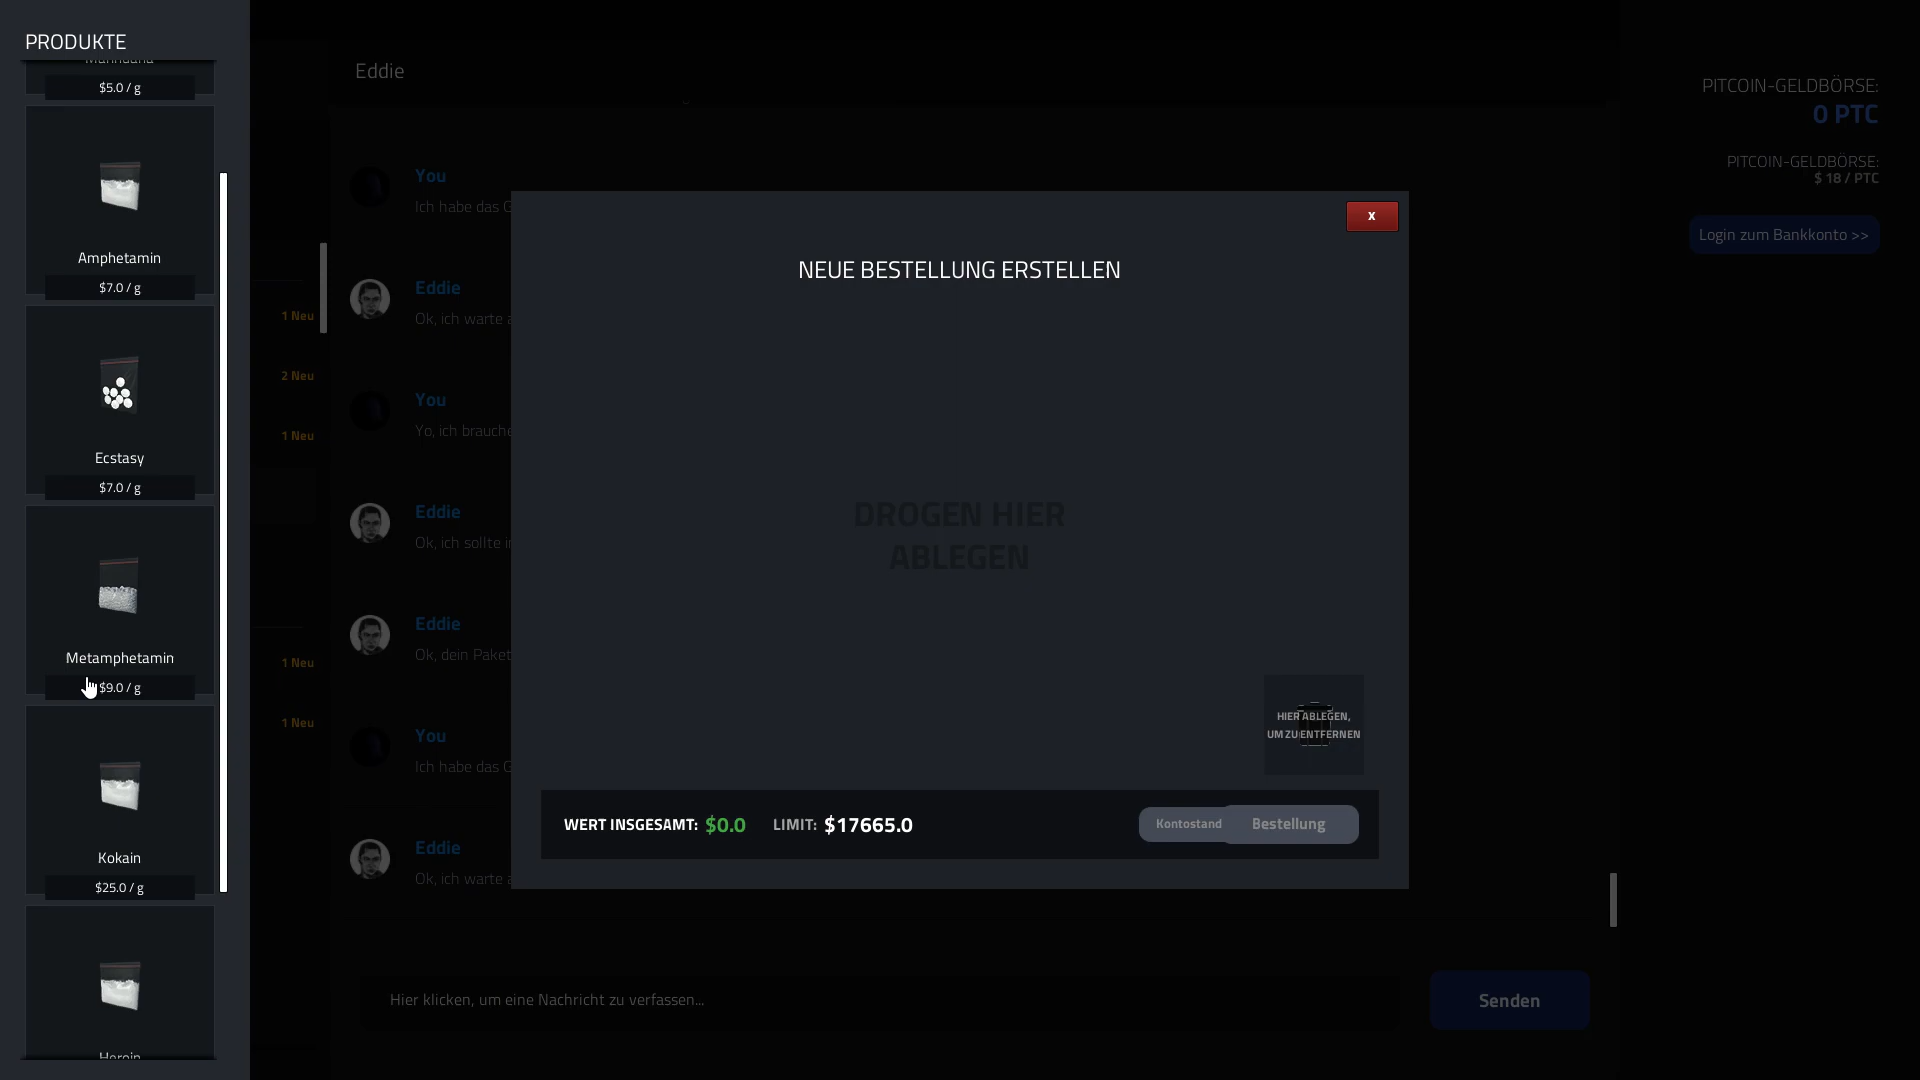 PRODUKTE
Marihuana
$5.0 / g
Amphetamin
$7.0 / g
Ecstasy
$7.0 / g
Metamphetamin
$9.0 / g
Kokain
$25.0 / g
Heroin
1 Neu
2 Neu
1 Neu
1 Neu
1 Neu
Eddie
You
Ich habe das G
Eddie
Ok, ich warte a
You
Yo, ich brauche
Eddie
Ok, ich sollte i
Eddie
Ok, dein Paket
You
Ich habe das G
Eddie
Ok, ich warte a
X
NEUE BESTELLUNG ERSTELLEN
DROGEN HIER
ABLEGEN
HIER ABLEGEN,
UM ZU ENTFERNEN
WERT INSGESAMT: $0.0 LIMIT: $17665.0
Kontostand Bestellung
Hier klicken, um eine Nachricht zu verfassen...
Senden
PITCOIN-GELDBÖRSE:
0 PTC
PITCOIN-GELDBÖRSE:
$ 18 / PTC
Login zum Bankkonto >>